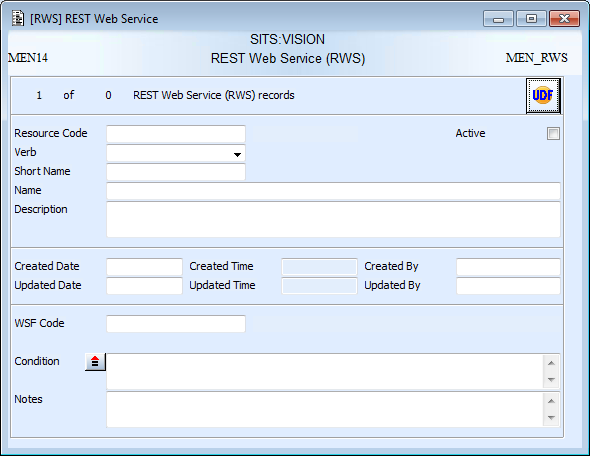 [RWS] REST Web Service
SITS:VISION
MEN14 REST Web Service (RWS) MEN_RWS
1 of 0 REST Web Service (RWS) records UDF
Resource Code Active
Verb
Short Name
Name
Description
Created Date Created Time Created By
Updated Date Updated Time Updated By
WSF Code
Condition
Notes